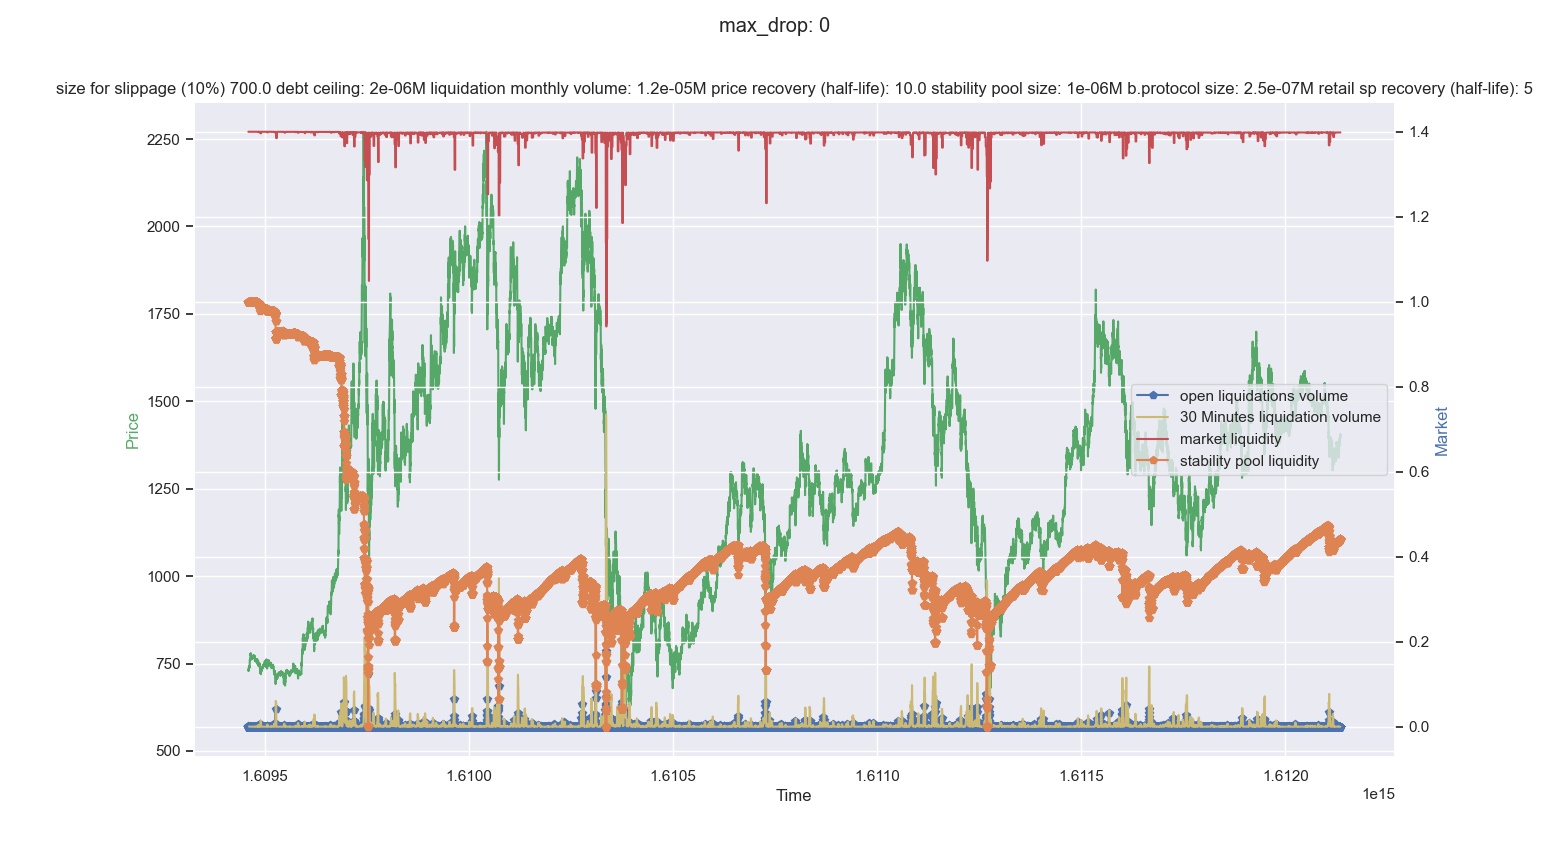 max_drop: 0
size for slippage (10%) 700.0 debt ceiling: 2e-06M liquidation monthly volume: 1.2e-05M price recovery (half-life): 10.0 stability pool size: 1e-06M b.protocol size: 2.5e-07M retail sp recovery (half-life): 5
2250
2000
1750
1500
1250
1000
750
500
Price
1.4
1.2
1.0
0.8
0.6
0.4
0.2
0.0
Market
open liquidations volume
30 Minutes liquidation volume
market liquidity
stability pool liquidity
1.6095 1.6100 1.6105 1.6110 1.6115 1.6120
1e15
Time